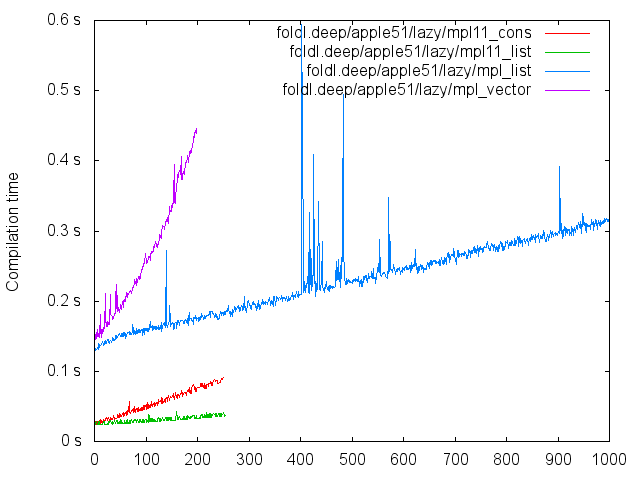 0.6 s
0.5 s
0.4 s
0.3 s
0.2 s
0.1 s
0 s
Compilation time
foldl.deep/apple51/lazy/mpl11_cons
foldl.deep/apple51/lazy/mpl11_list
foldl.deep/apple51/lazy/mpl_list
foldl.deep/apple51/lazy/mpl_vector
0 100 200 300 400 500 600 700 800 900 1000